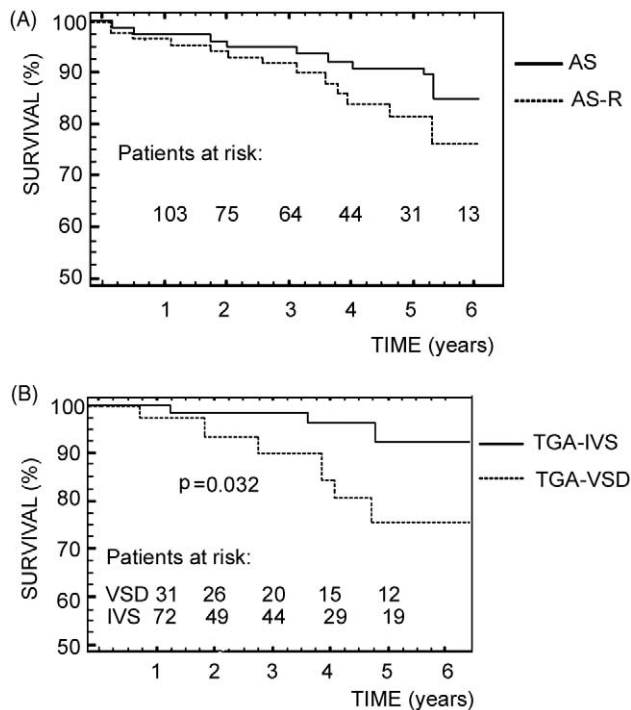 (A)
100
90
80
70
60
50
SURVIVAL (%)
AS
AS-R
Patients at risk:
103 75 64 44 31 13
1 2 3 4 5 6
TIME (years)
(B)
100
90
80
70
60
50
SURVIVAL (%)
TGA-IVS
TGA-VSD
p=0.032
Patients at risk:
VSD 31 26 20 15 12
IVS 72 49 44 29 19
1 2 3 4 5 6
TIME (years)